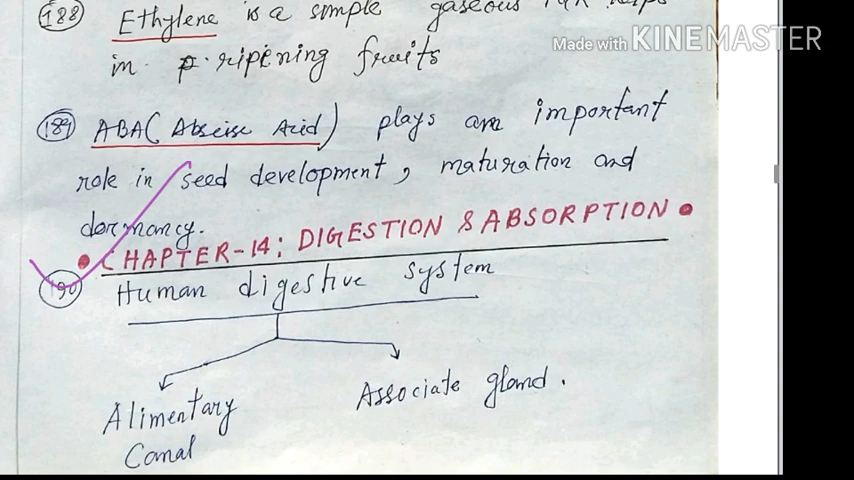 188 Ethylene is a simple gaseous
in ripening fruits
Made with KINEMASTER
189 ABA (Abscisc Acid) plays an important
role in seed development, maturation and
dormancy.
• CHAPTER-14: DIGESTION & ABSORPTION •
190 Human digestive system
Associate gland.
Alimentary
Canal